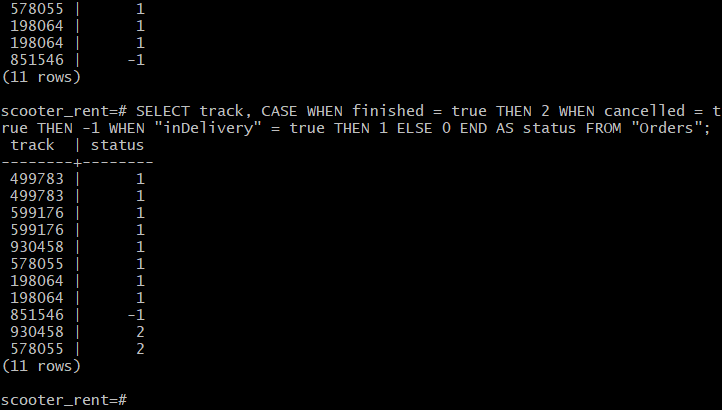 578055 |      1
198064 |      1
198064 |      1
851546 |     -1
(11 rows)
scooter_rent=# SELECT track, CASE WHEN finished = true THEN 2 WHEN cancelled = t
rue THEN -1 WHEN "inDelivery" = true THEN 1 ELSE 0 END AS status FROM "Orders";
track  | status
--------+--------
499783 |      1
499783 |      1
599176 |      1
599176 |      1
930458 |      1
578055 |      1
198064 |      1
198064 |      1
851546 |     -1
930458 |      2
578055 |      2
(11 rows)
scooter_rent=#